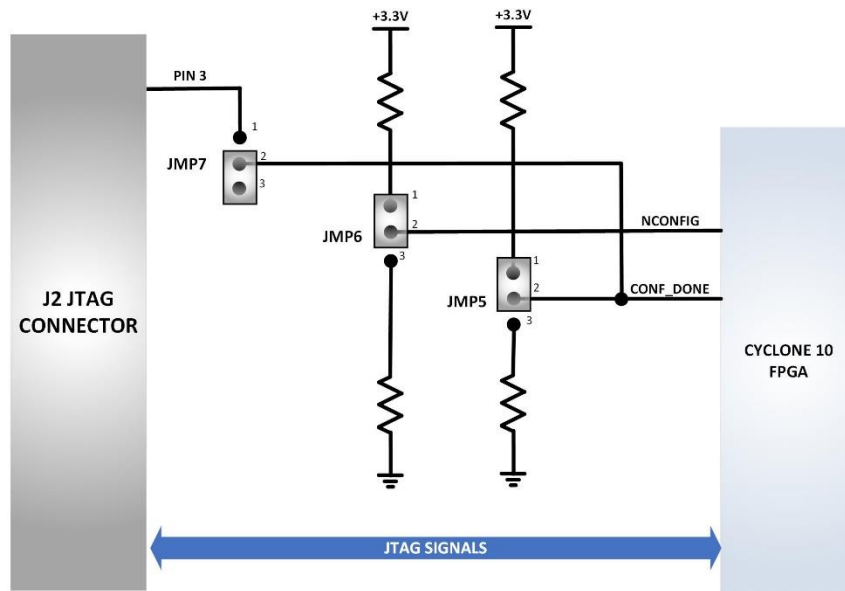 +3.3V
+3.3V
PIN 3
1
JMP7
2
3
1
JMP6
2
NCONFIG
3
1
JMP5
2
CONF_DONE
3
J2 JTAG
CONNECTOR
CYCLONE 10
FPGA
JTAG SIGNALS